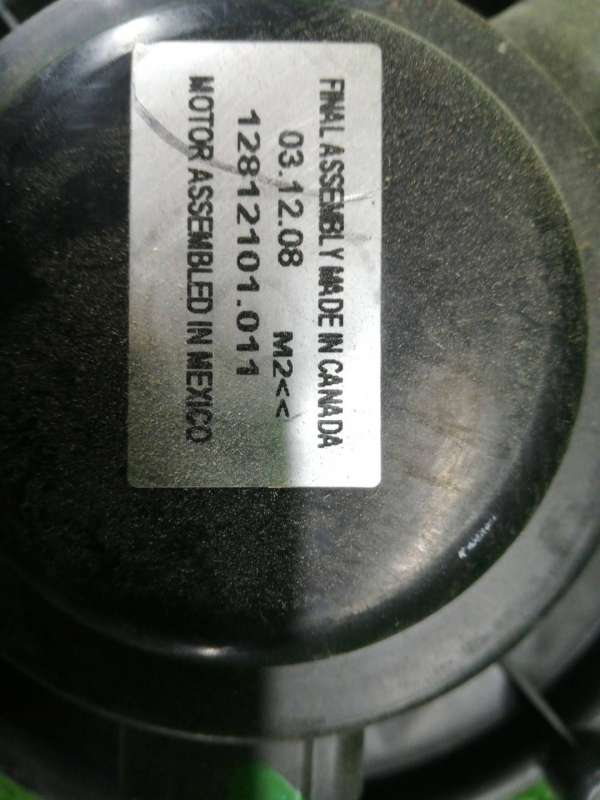 FINAL ASSEMBLY MADE IN CANADA
03.12.08 M2<<
12812101.011
MOTOR ASSEMBLED IN MEXICO